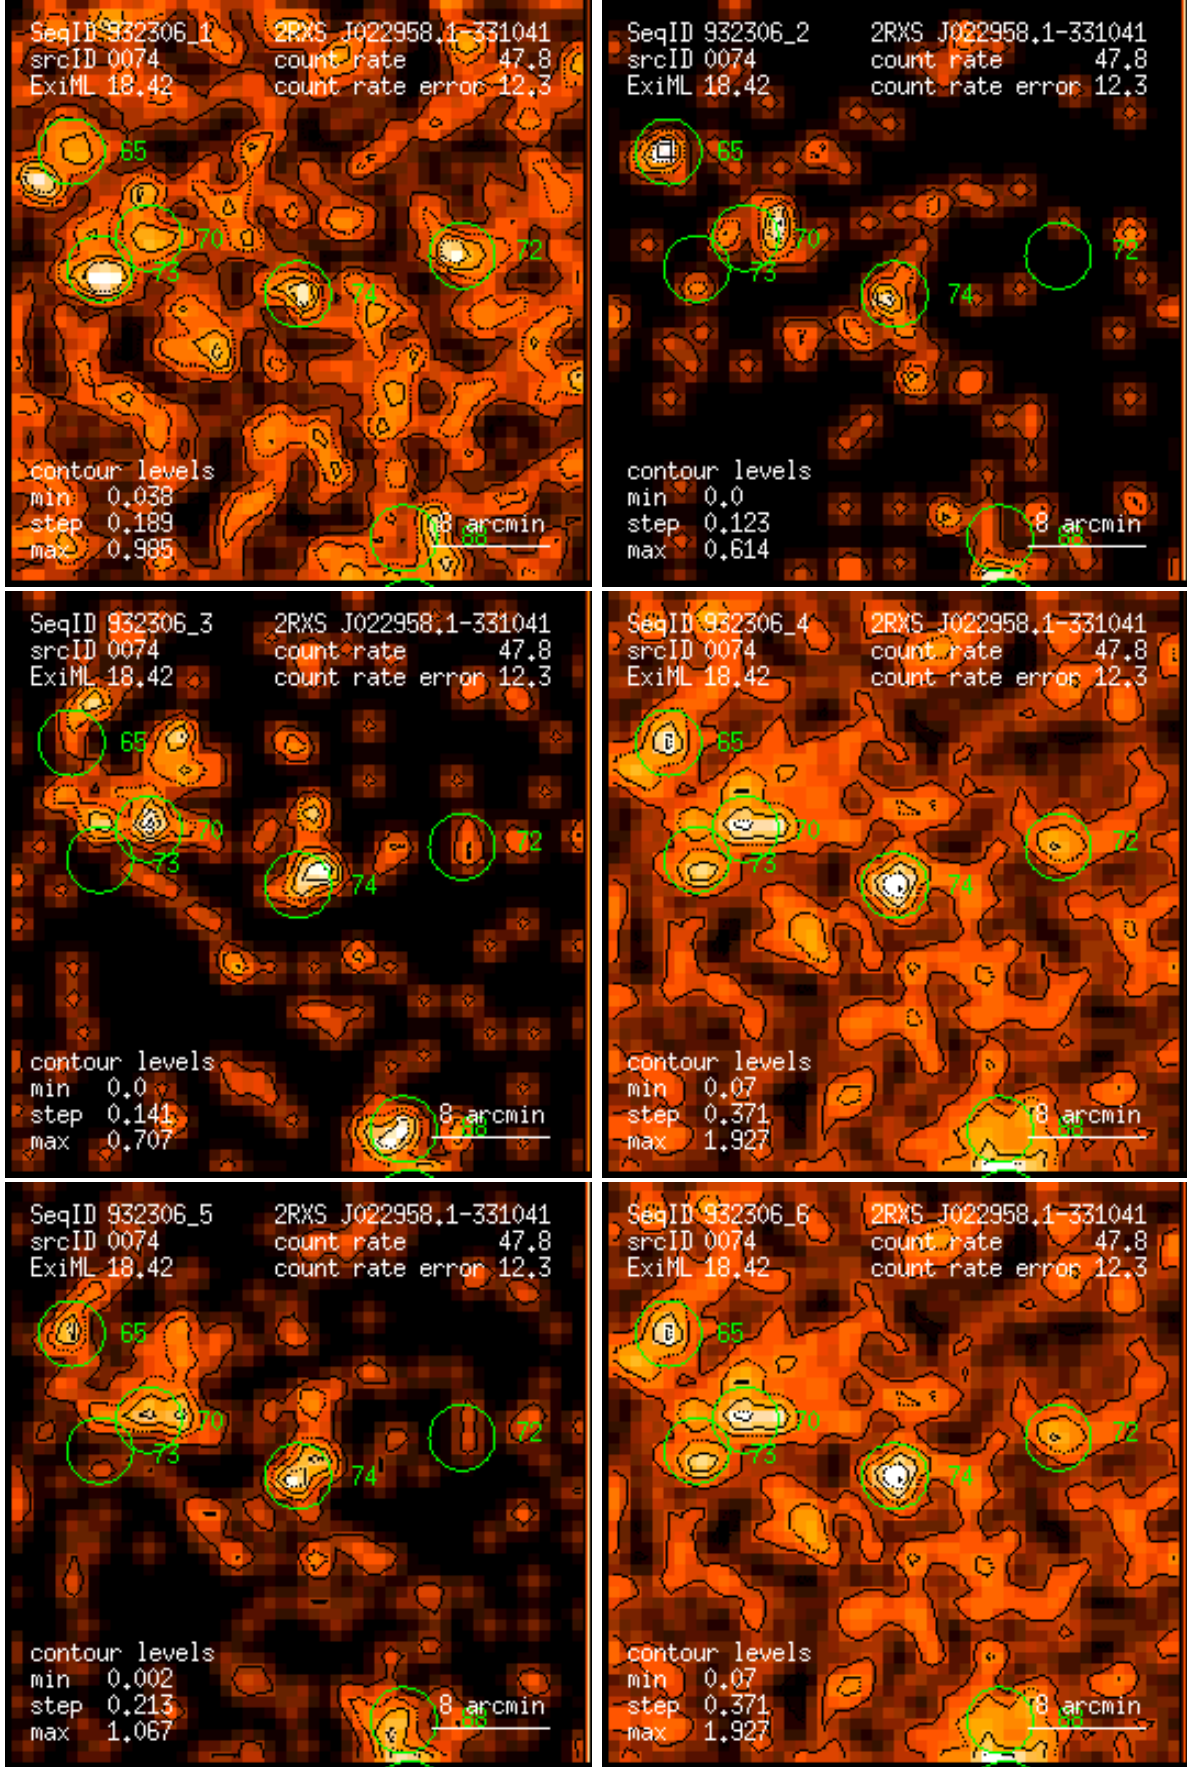 SeqID 932306_1 2RXS J022958.1-331041
srcID 0074 count rate 47.8
ExiML 18.42 count rate error 12.3
65
70
72
73
74
contour levels
min 0.038
step 0.189
max 0.985
8 arcmin
88
SeqID 932306_2 2RXS J022958.1-331041
srcID 0074 count rate 47.8
ExiML 18.42 count rate error 12.3
65
70
72
73
74
contour levels
min 0.0
step 0.123
max 0.614
8 arcmin
88
SeqID 932306_3 2RXS J022958.1-331041
srcID 0074 count rate 47.8
ExiML 18.42 count rate error 12.3
65
70
72
73
74
contour levels
min 0.0
step 0.141
max 0.707
8 arcmin
88
SeqID 932306_4 2RXS J022958.1-331041
srcID 0074 count rate 47.8
ExiML 18.42 count rate error 12.3
65
70
72
73
74
contour levels
min 0.07
step 0.371
max 1.927
8 arcmin
88
SeqID 932306_5 2RXS J022958.1-331041
srcID 0074 count rate 47.8
ExiML 18.42 count rate error 12.3
65
70
72
73
74
contour levels
min 0.002
step 0.213
max 1.067
8 arcmin
88
SeqID 932306_6 2RXS J022958.1-331041
srcID 0074 count rate 47.8
ExiML 18.42 count rate error 12.3
65
70
72
73
74
contour levels
min 0.07
step 0.371
max 1.927
8 arcmin
88